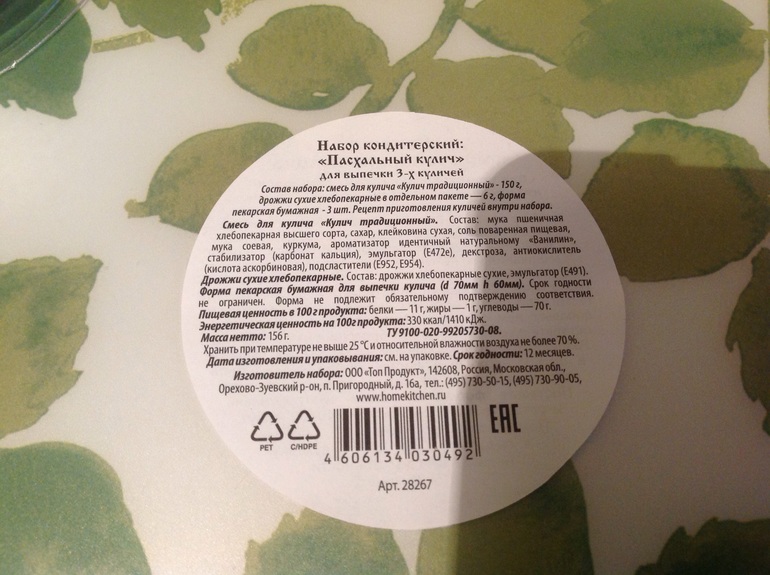 Набор кондитерский:
«Пасхальный кулич»
для выпечки 3-х куличей
Состав набора: смесь для кулича «Кулич традиционный» - 150 г,
дрожжи сухие хлебопекарные в отдельном пакете — 6 г, форма
пекарская бумажная - 3 шт. Рецепт приготовления куличей внутри набора.
Смесь для кулича «Кулич традиционный». Состав: мука пшеничная
хлебопекарная высшего сорта, сахар, клейковина сухая, соль поваренная пищевая,
мука соевая, куркума, ароматизатор идентичный натуральному «Ванилин»,
стабилизатор (карбонат кальция), эмульгатор (Е472е), декстроза, антиокислитель
(кислота аскорбиновая), подсластители (Е952, Е954).
Дрожжи сухие хлебопекарные. Состав: дрожжи хлебопекарные сухие, эмульгатор (Е491).
Форма пекарская бумажная для выпечки кулича (d 70мм h 60мм). Срок годности
не ограничен. Форма не подлежит обязательному подтверждению соответствия.
Пищевая ценность в 100 г продукта: белки — 11 г, жиры — 1 г, углеводы — 70 г.
Энергетическая ценность на 100г продукта: 330 ккал/1410 кДж.
Масса нетто: 156 г. ТУ 9100-020-99205730-08.
Хранить при температуре не выше 25 °С и относительной влажности воздуха не более 70 %.
Дата изготовления и упаковывания: см. на упаковке. Срок годности: 12 месяцев.
Изготовитель набора: ООО «Топ Продукт», 142608, Россия, Московская обл.,
Орехово-Зуевский р-он, п. Пригородный, д. 16а, тел.: (495) 730-50-15, (495) 730-90-05,
www.homekitchen.ru
PET C/HDPE
4 606134 030492
EAC
Арт. 28267